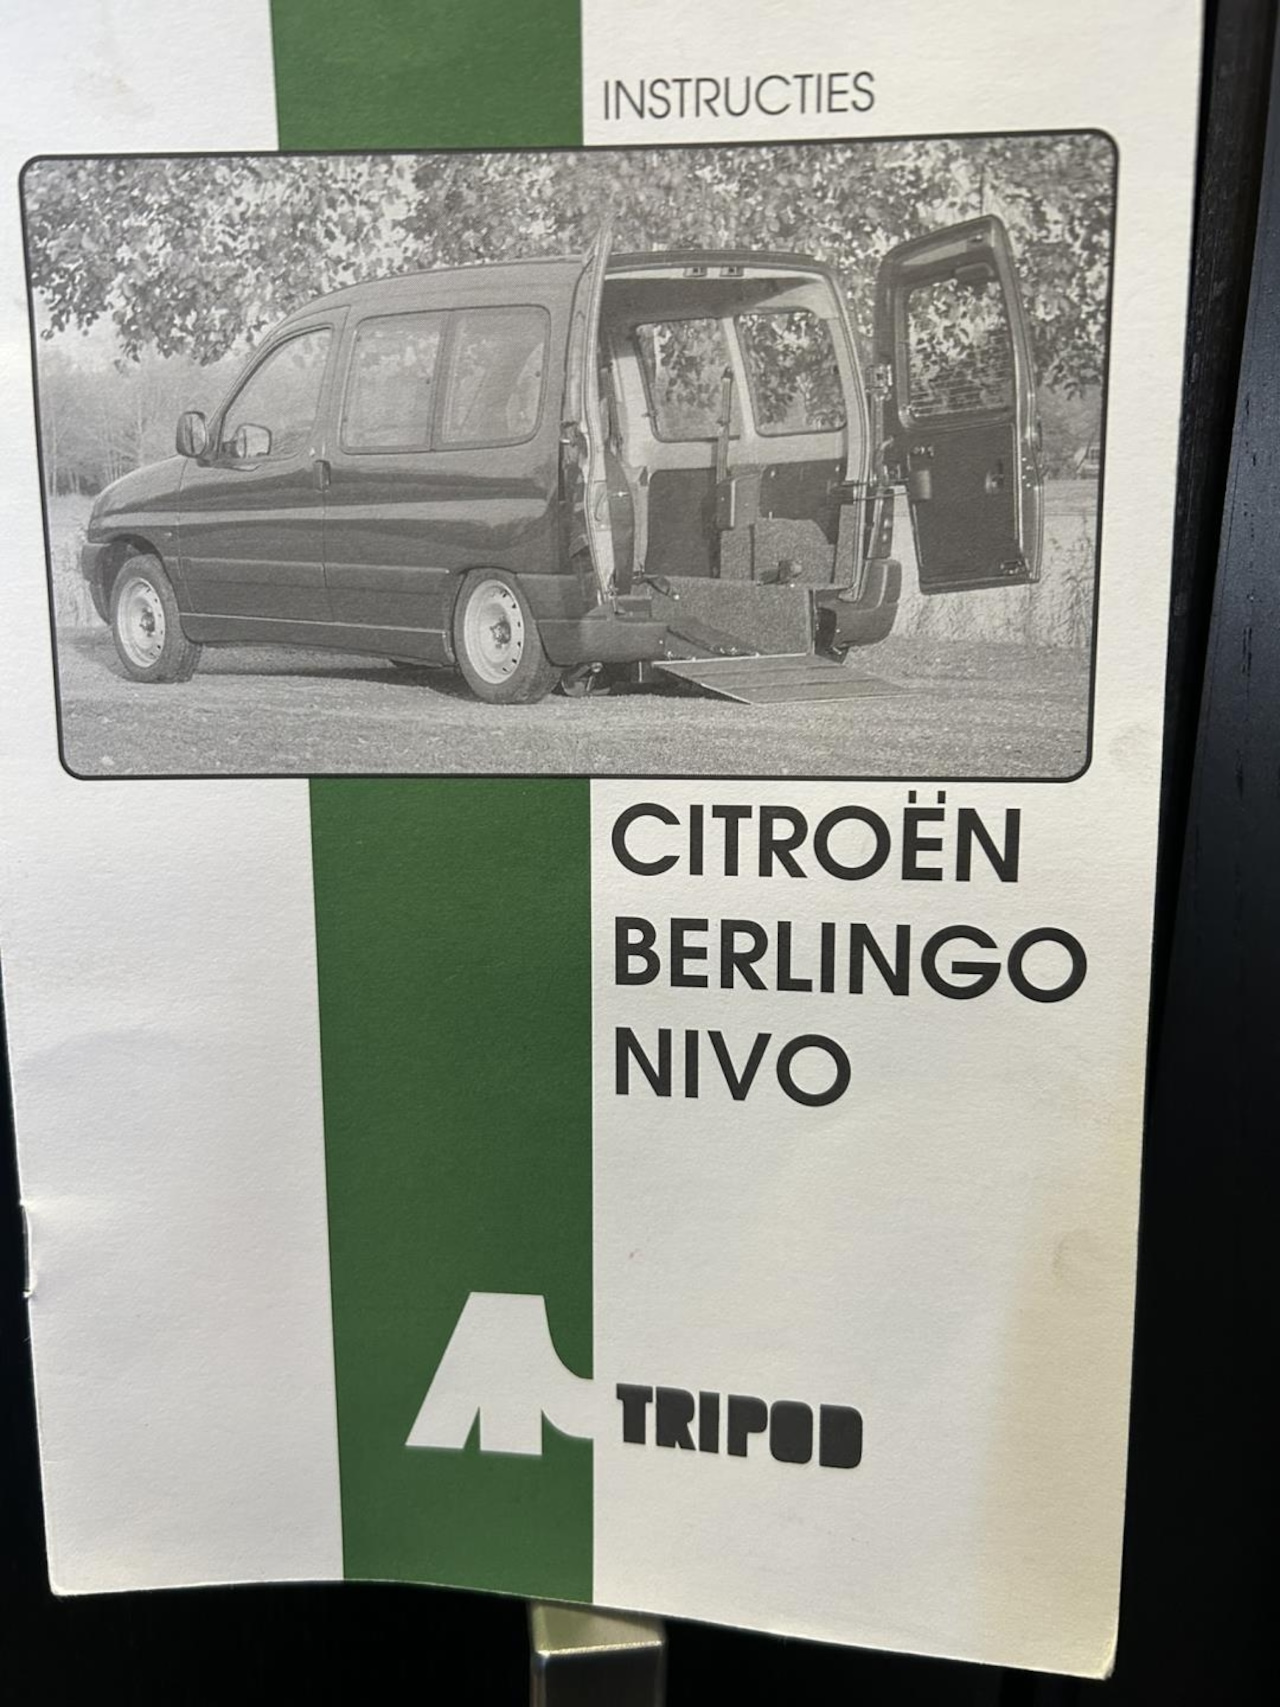 INSTRUCTIES
CITROËN
BERLINGO
NIVO
TRIPOD